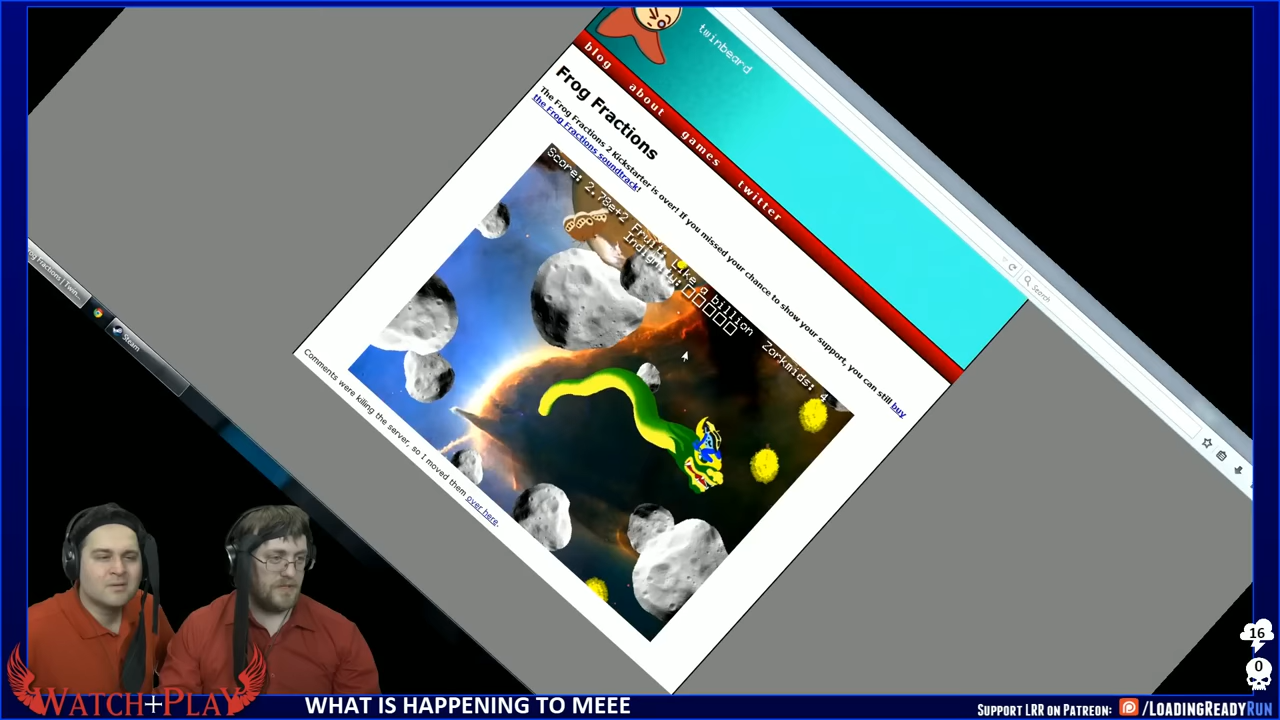 twinbeard
blog about games twitter
Search
Frog Fractions
The Frog Fractions 2 Kickstarter is over! If you missed your chance to show your support, you can still buy
the Frog Fractions soundtrack!
Score: 2.78e+2 Fruit: Like a billion Zorkmids: 4
Indignity:
Comments were killing the server, so I moved them over here.
Steam
WATCH+PLAY
WHAT IS HAPPENING TO MEEE
16
0
SUPPORT LRR ON PATREON: /LOADINGREADYRUN